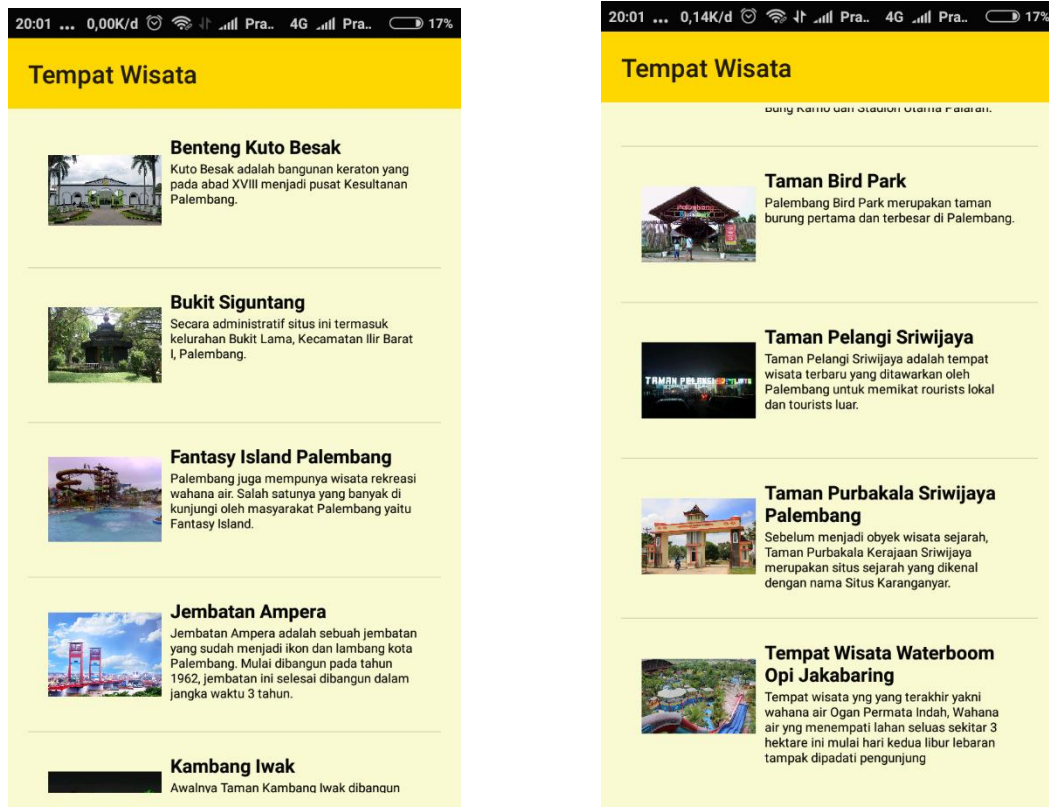 20:01 ... 0,00K/d Pra.. 4G Pra.. 17%
Tempat Wisata
Benteng Kuto Besak
Kuto Besak adalah bangunan keraton yang
pada abad XVIII menjadi pusat Kesultanan
Palembang.
Bukit Siguntang
Secara administratif situs ini termasuk
kelurahan Bukit Lama, Kecamatan Ilir Barat
I, Palembang.
Fantasy Island Palembang
Palembang juga mempunya wisata rekreasi
wahana air. Salah satunya yang banyak di
kunjungi oleh masyarakat Palembang yaitu
Fantasy Island.
Jembatan Ampera
Jembatan Ampera adalah sebuah jembatan
yang sudah menjadi ikon dan lambang kota
Palembang. Mulai dibangun pada tahun
1962, jembatan ini selesai dibangun dalam
jangka waktu 3 tahun.
Kambang Iwak
Awalnya Taman Kambang Iwak dibangun
20:01 ... 0,14K/d Pra.. 4G Pra.. 17%
Tempat Wisata
Bung Karno dan Stadion Utama Palaran.
Taman Bird Park
Palembang Bird Park merupakan taman
burung pertama dan terbesar di Palembang.
Taman Pelangi Sriwijaya
TAMAN PELANGI
Taman Pelangi Sriwijaya adalah tempat
wisata terbaru yang ditawarkan oleh
Palembang untuk memikat rourists lokal
dan tourists luar.
Taman Purbakala Sriwijaya
Palembang
Sebelum menjadi obyek wisata sejarah,
Taman Purbakala Kerajaan Sriwijaya
merupakan situs sejarah yang dikenal
dengan nama Situs Karanganyar.
Tempat Wisata Waterboom
Opi Jakabaring
Tempat wisata yng yang terakhir yakni
wahana air Ogan Permata Indah, Wahana
air yng menempati lahan seluas sekitar 3
hektare ini mulai hari kedua libur lebaran
tampak dipadati pengunjung